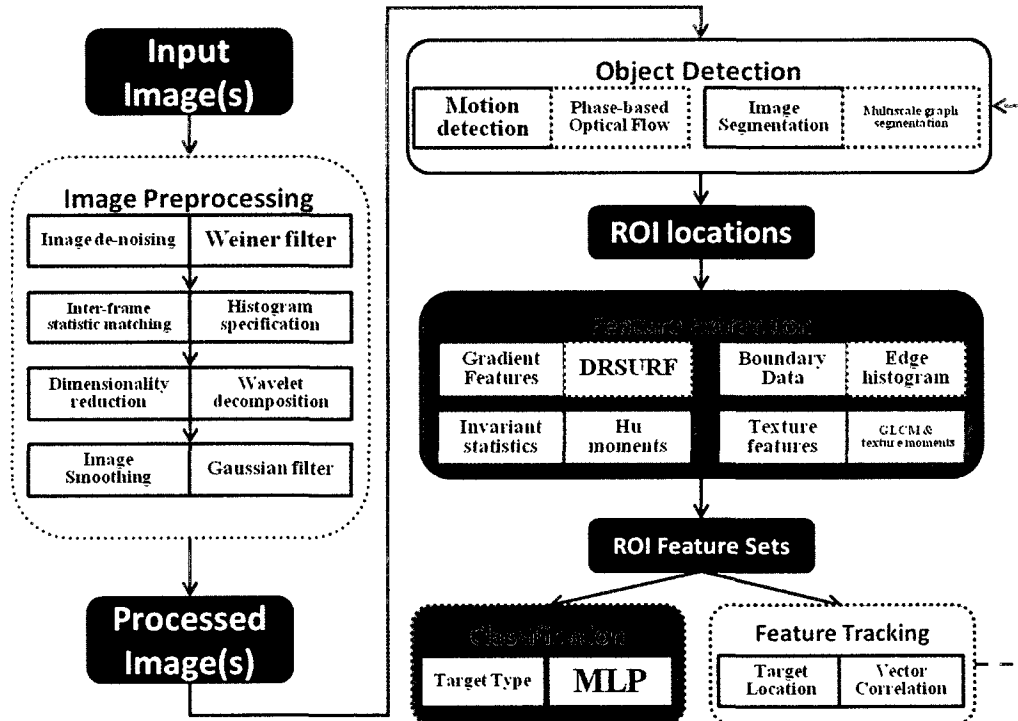 Input
Image(s)
Image Preprocessing
Image de-noising
Weiner filter
Inter-frame
statistic matching
Histogram
specification
Dimensionality
reduction
Wavelet
decomposition
Image
Smoothing
Gaussian filter
Processed
Image(s)
Object Detection
Motion
detection
Phase-based
Optical Flow
Image
Segmentation
Multiscale graph
segmentation
ROI locations
Feature Extraction
Gradient
Features
DRSURF
Boundary
Data
Edge
histogram
Invariant
statistics
Hu
moments
Texture
features
GLCM &
texture moments
ROI Feature Sets
Classification
Target Type
MLP
Feature Tracking
Target
Location
Vector
Correlation